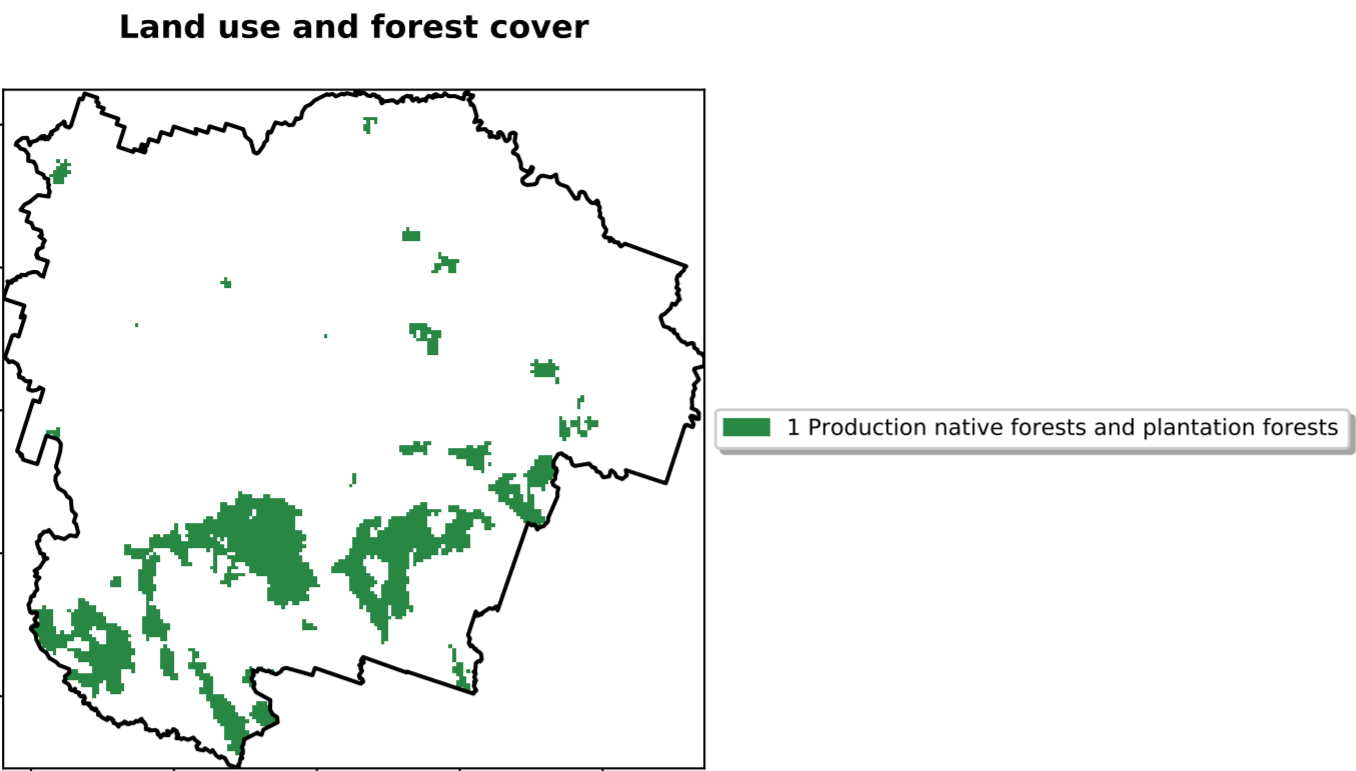 Land use and forest cover
1 Production native forests and plantation forests